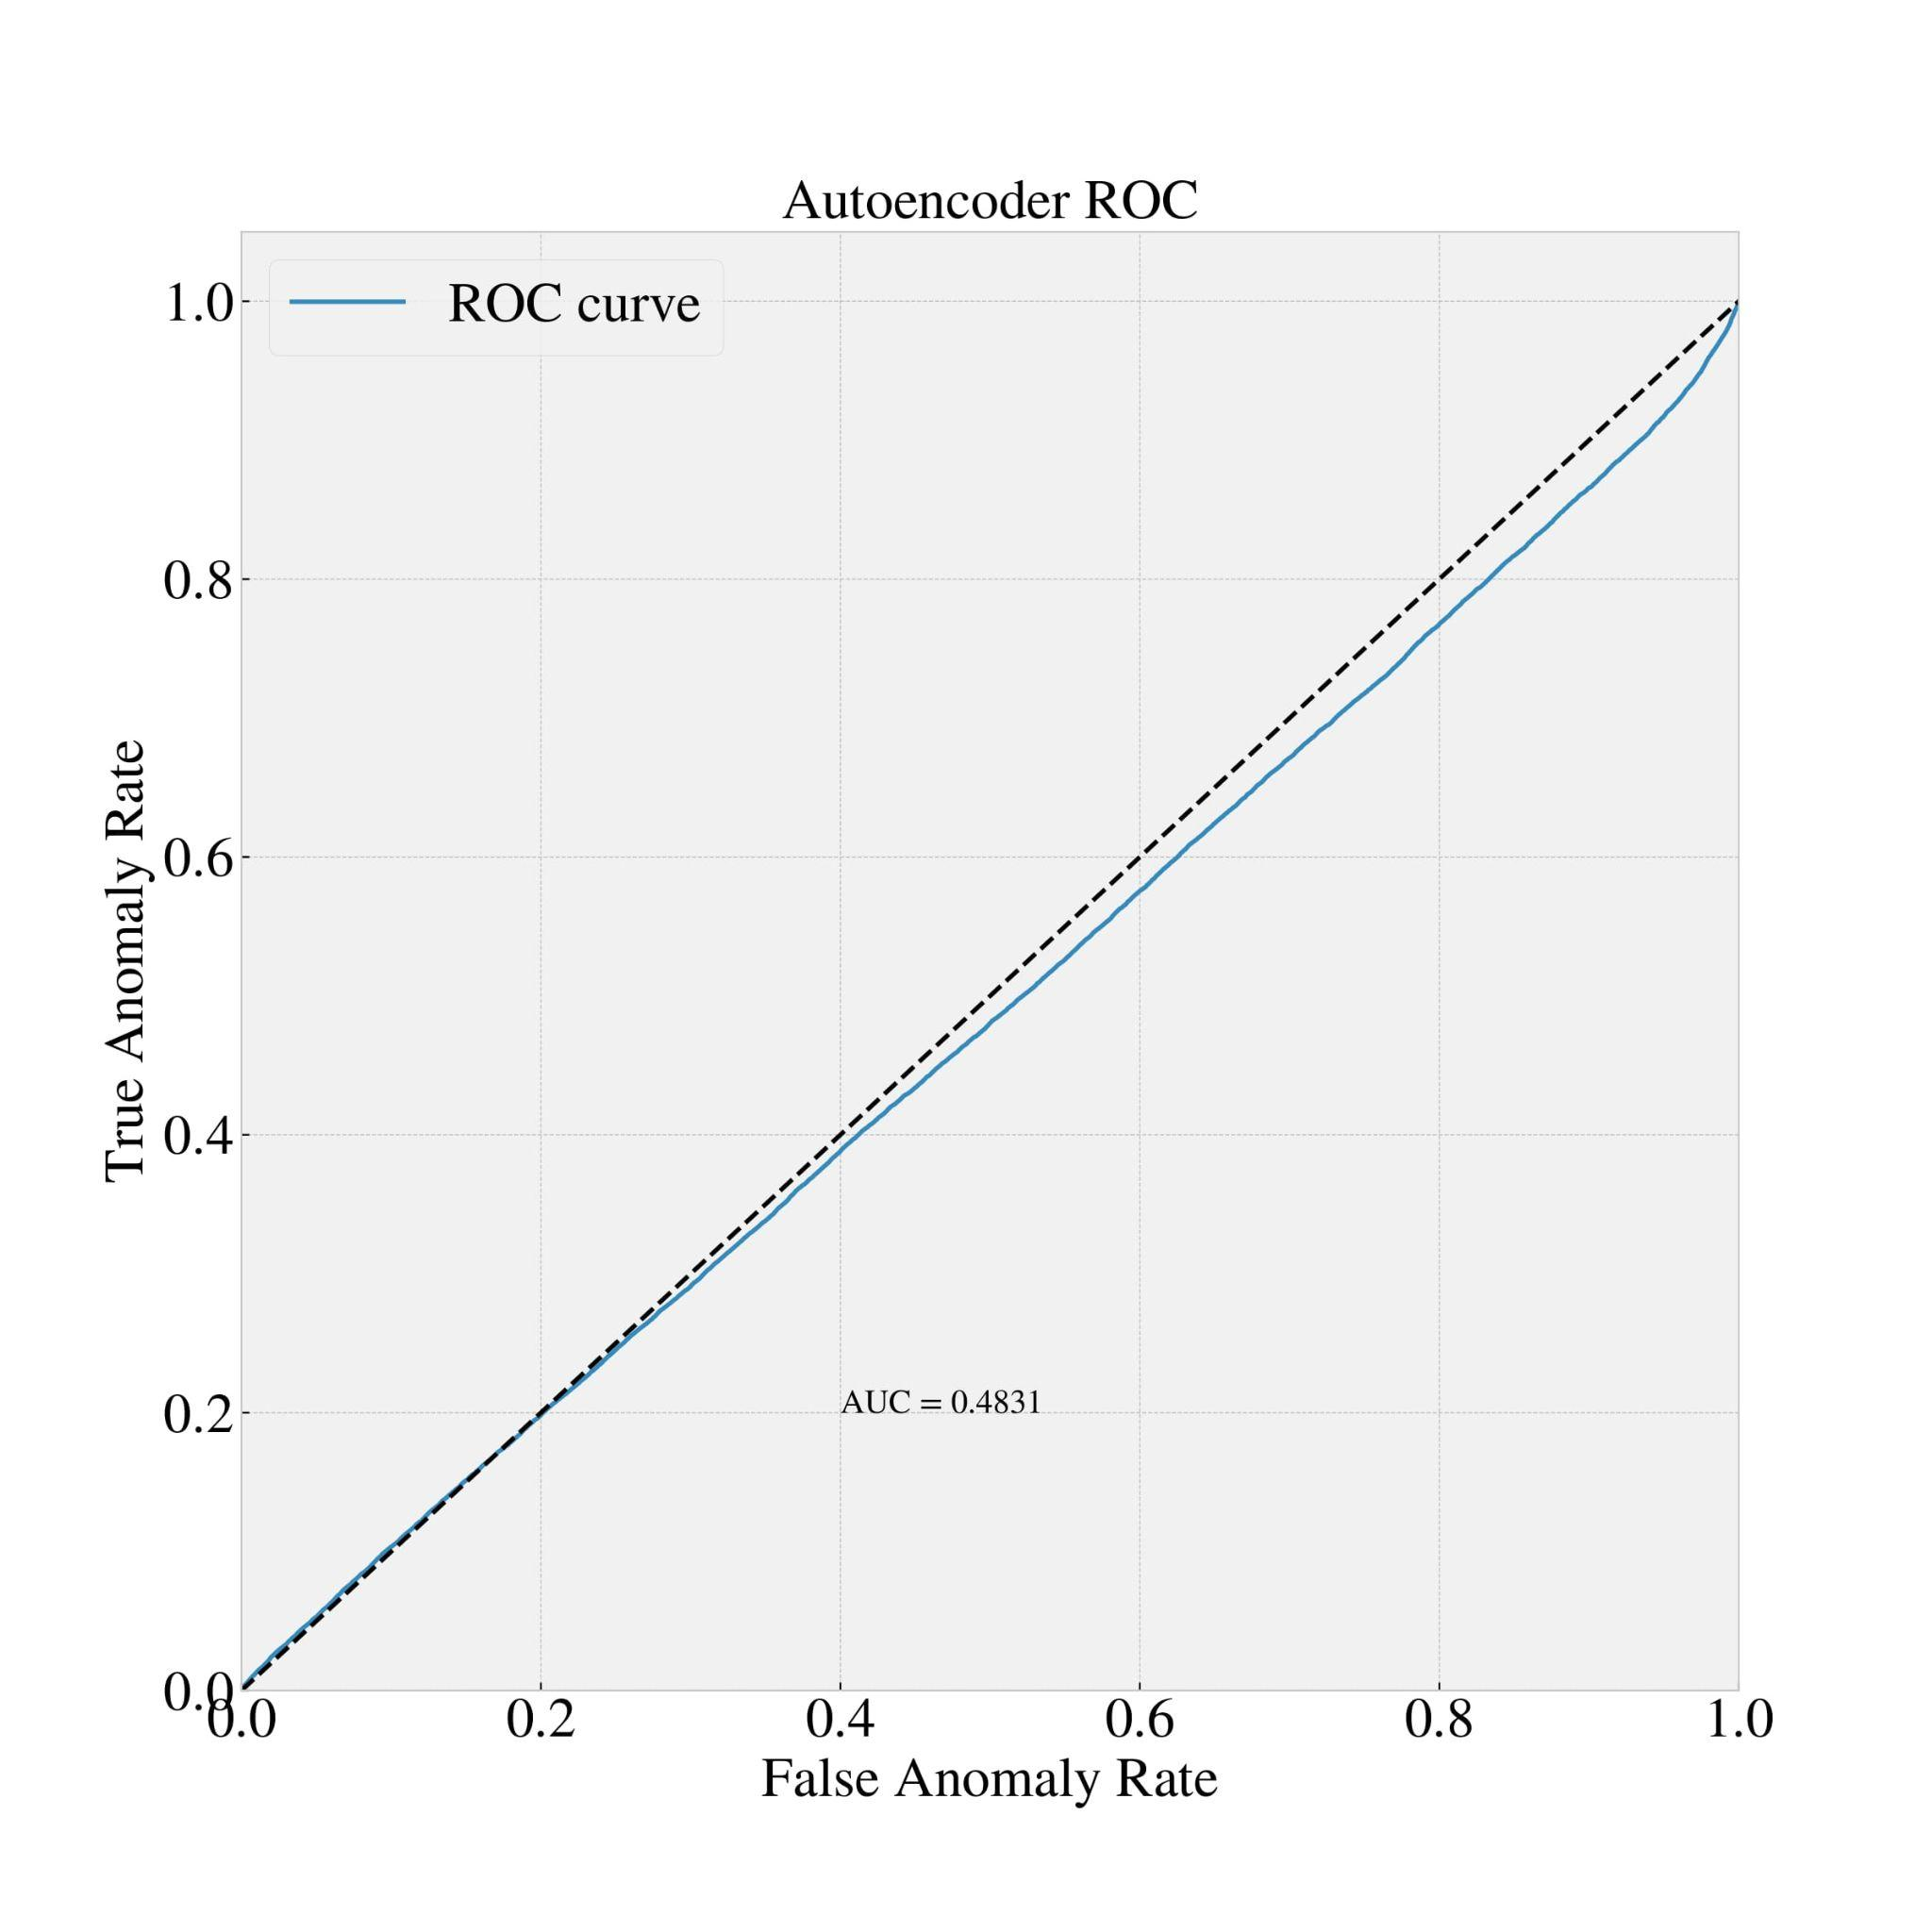 Autoencoder ROC
ROC curve
1.0
0.8
0.6
0.4
0.2
0.0
True Anomaly Rate
AUC = 0.4831
0.0 0.2 0.4 0.6 0.8 1.0
False Anomaly Rate